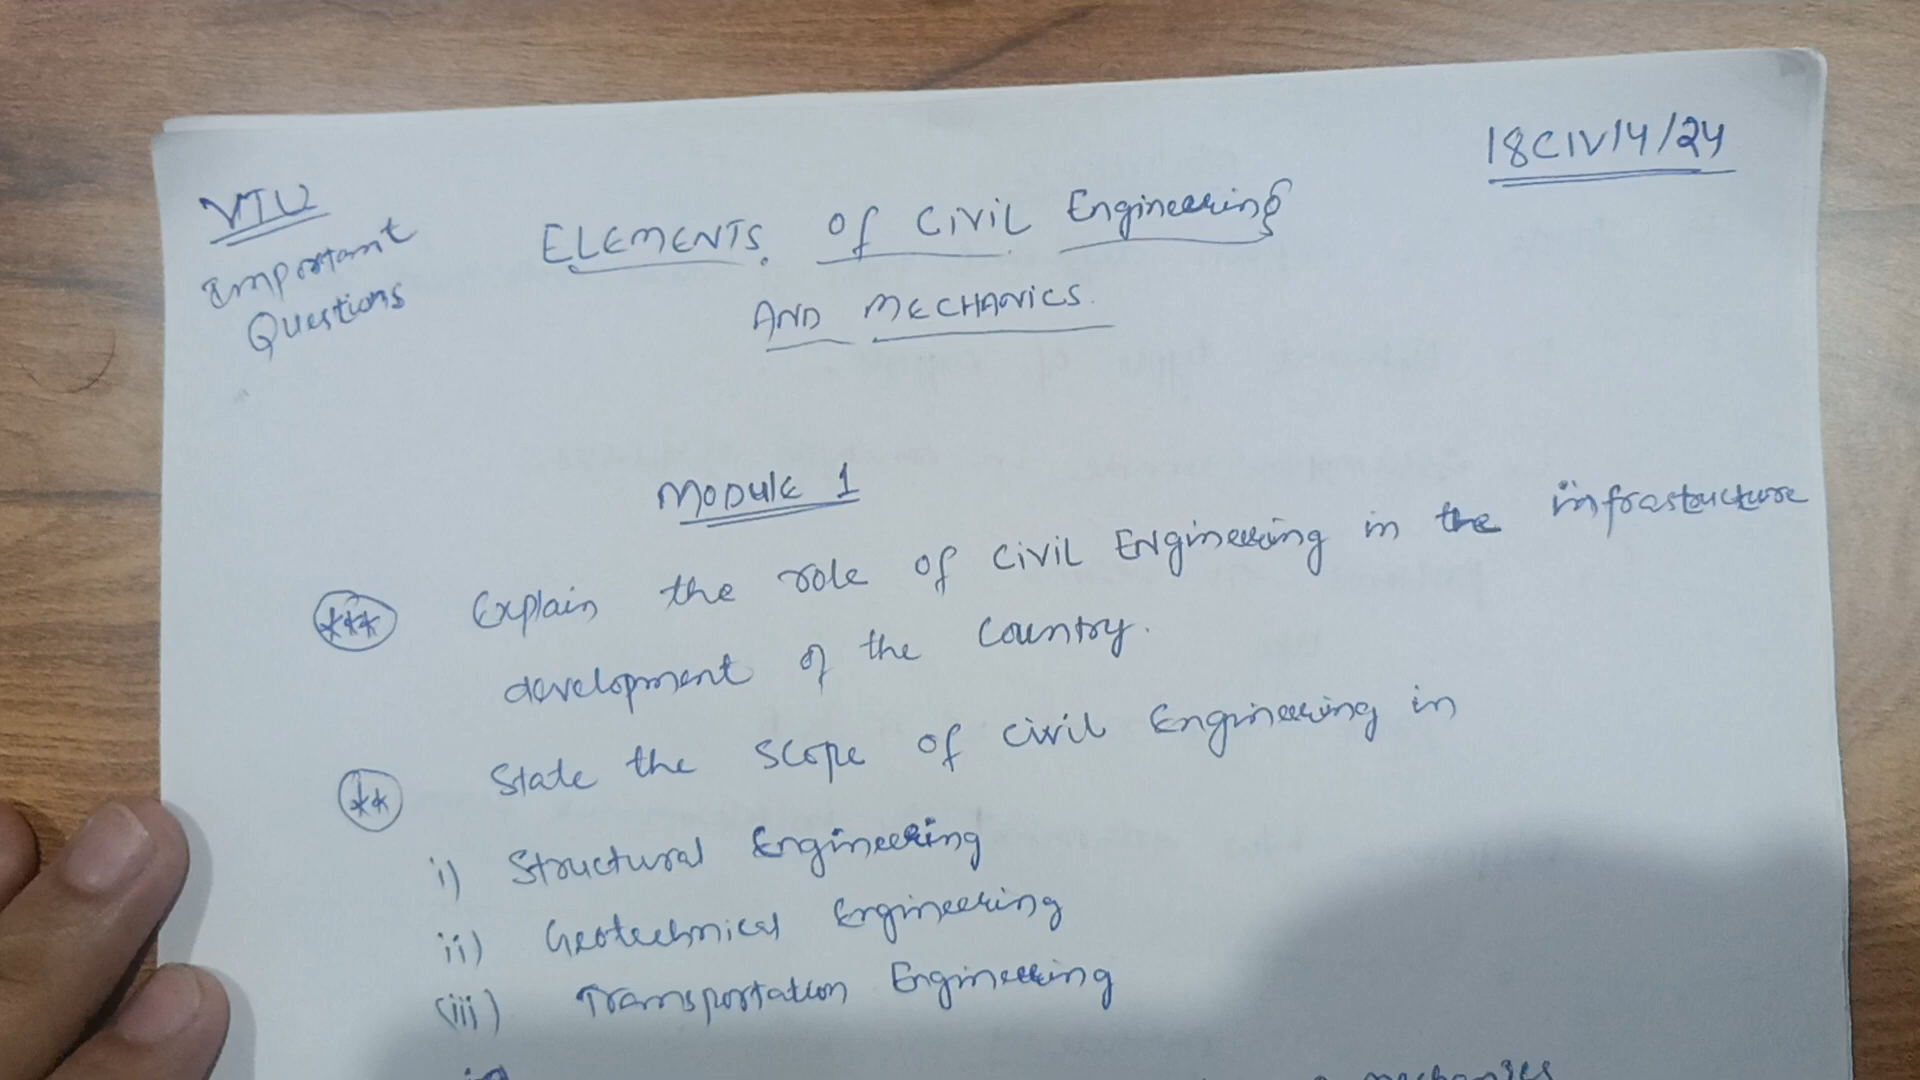 18CIV14/24
VTU
Important
Questions
ELEMENTS of CIVIL Engineering
AND MECHANICS.
MODULE 1
*** Explain the role of CIVIL Engineering in the infrastucture
development of the Country.
** State the scope of civil Engineering in
i) Structural Engineering
ii) Geotechnical Engineering
(iii) Transportation Engineering
mechanics